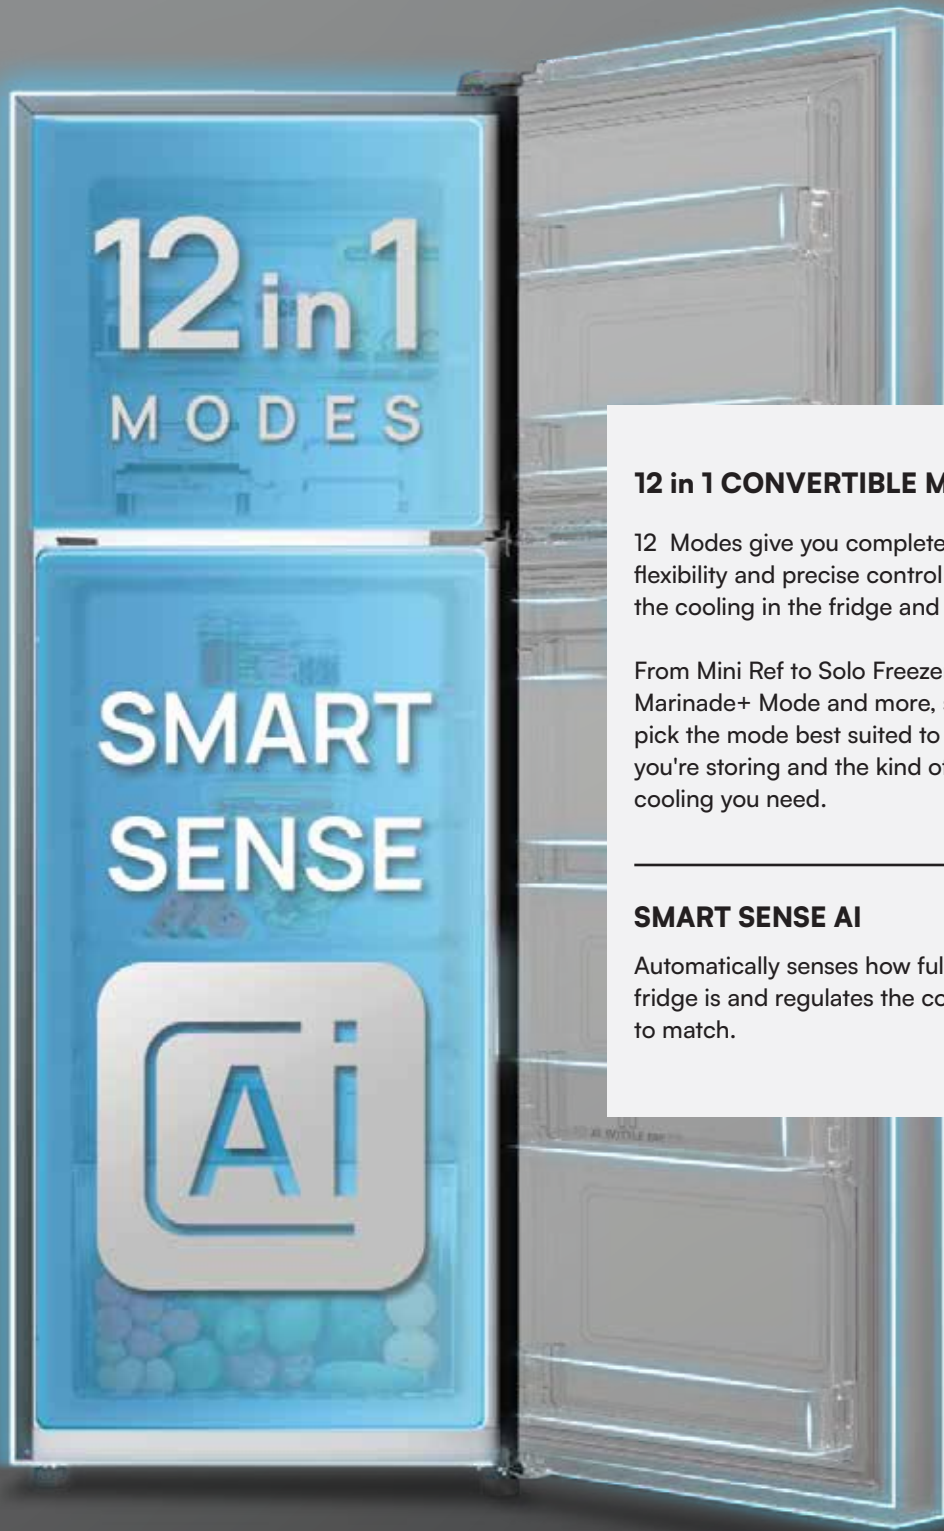 12 in 1
MODES
SMART
SENSE
Ai
12 in 1 CONVERTIBLE
12 Modes give you complete
flexibility and precise control
the cooling in the fridge and
From Mini Ref to Solo Freeze
Marinade+ Mode and more,
pick the mode best suited to
you're storing and the kind of
cooling you need.
SMART SENSE AI
Automatically senses how
fridge is and regulates the
to match.